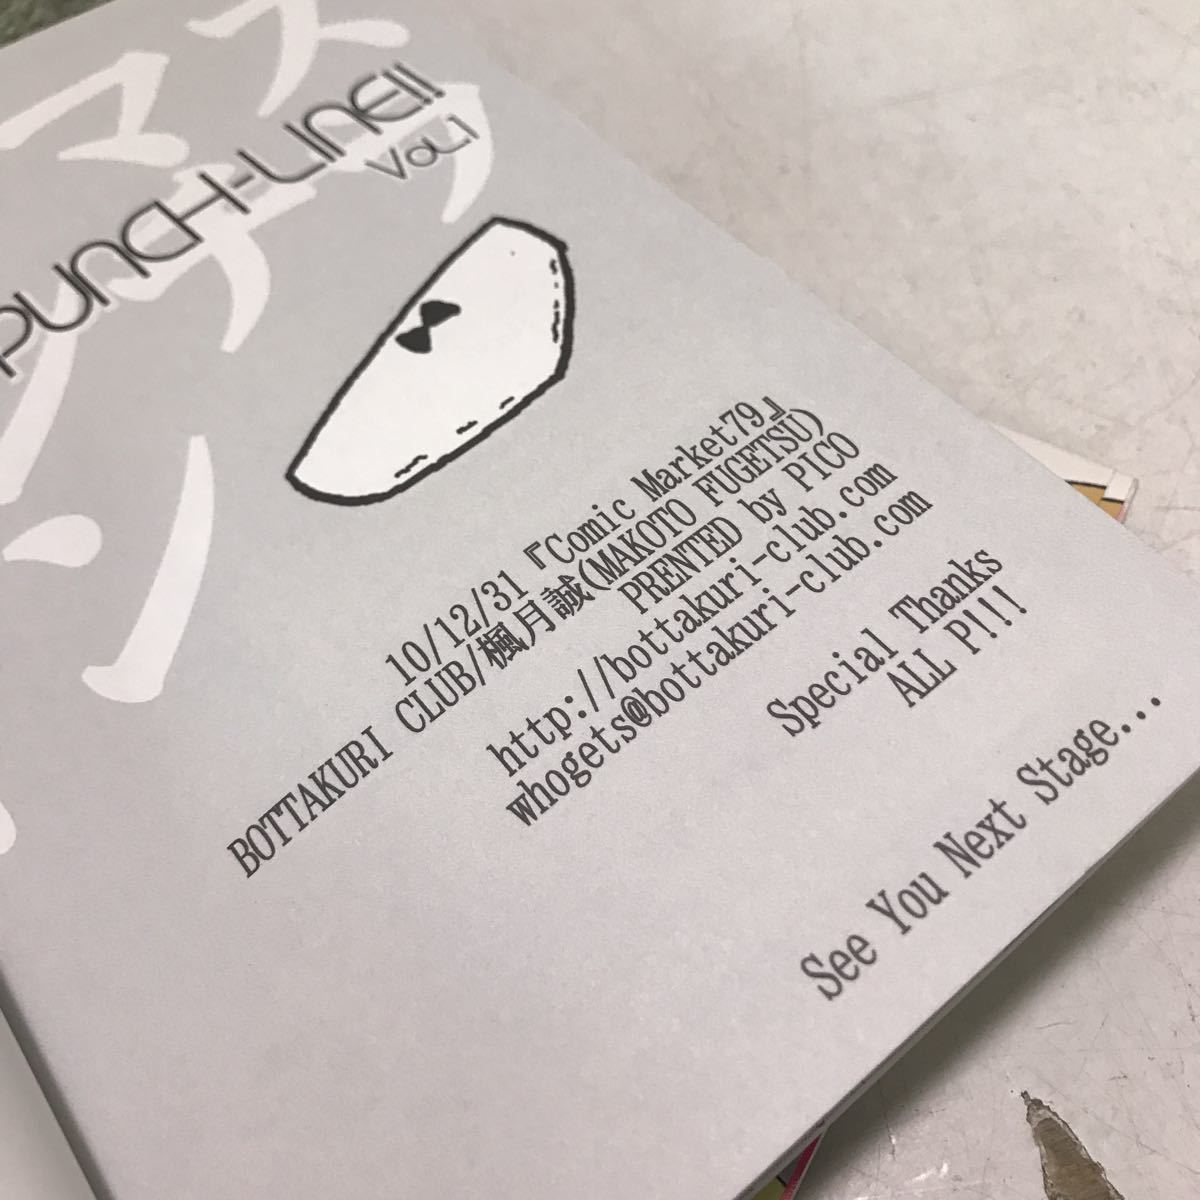 PUNCH-LINE!!
VOL.1
10/12/31『Comic Market79』
BOTTAKURI CLUB/楓月誠(MAKOTO FUGETSU)
PRENTED by PICO
http://bottakuri-club.com
whogets@bottakuri-club.com
Special Thanks
ALL P!!!
See You Next Stage...